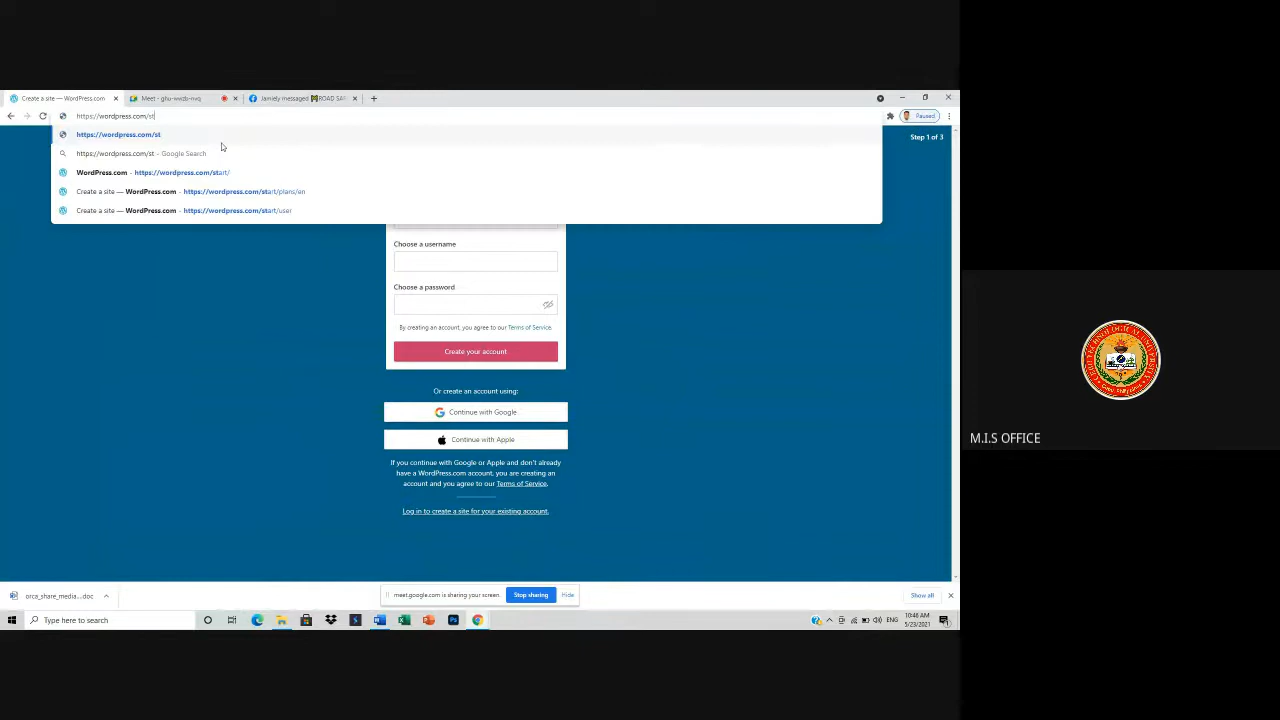 Create a site — WordPress.com
Meet - ghu-wwzb-nvq
Jamiely messaged
ROAD SA
https://wordpress.com/st
Paused
https://wordpress.com/st
https://wordpress.com/st - Google Search
WordPress.com - https://wordpress.com/start/
Create a site — WordPress.com - https://wordpress.com/start/plans/en
Create a site — WordPress.com - https://wordpress.com/start/user
Step 1 of 3
Choose a username
Choose a password
By creating an account, you agree to our Terms of Service.
Create your account
Or create an account using:
Continue with Google
Continue with Apple
If you continue with Google or Apple and don't already
have a WordPress.com account, you are creating an
account and you agree to our Terms of Service.
Log in to create a site for your existing account.
M.I.S OFFICE
orca_share_media....doc
meet.google.com is sharing your screen.
Stop sharing
Hide
Show all
Type here to search
ENG
10:46 AM
5/23/2021